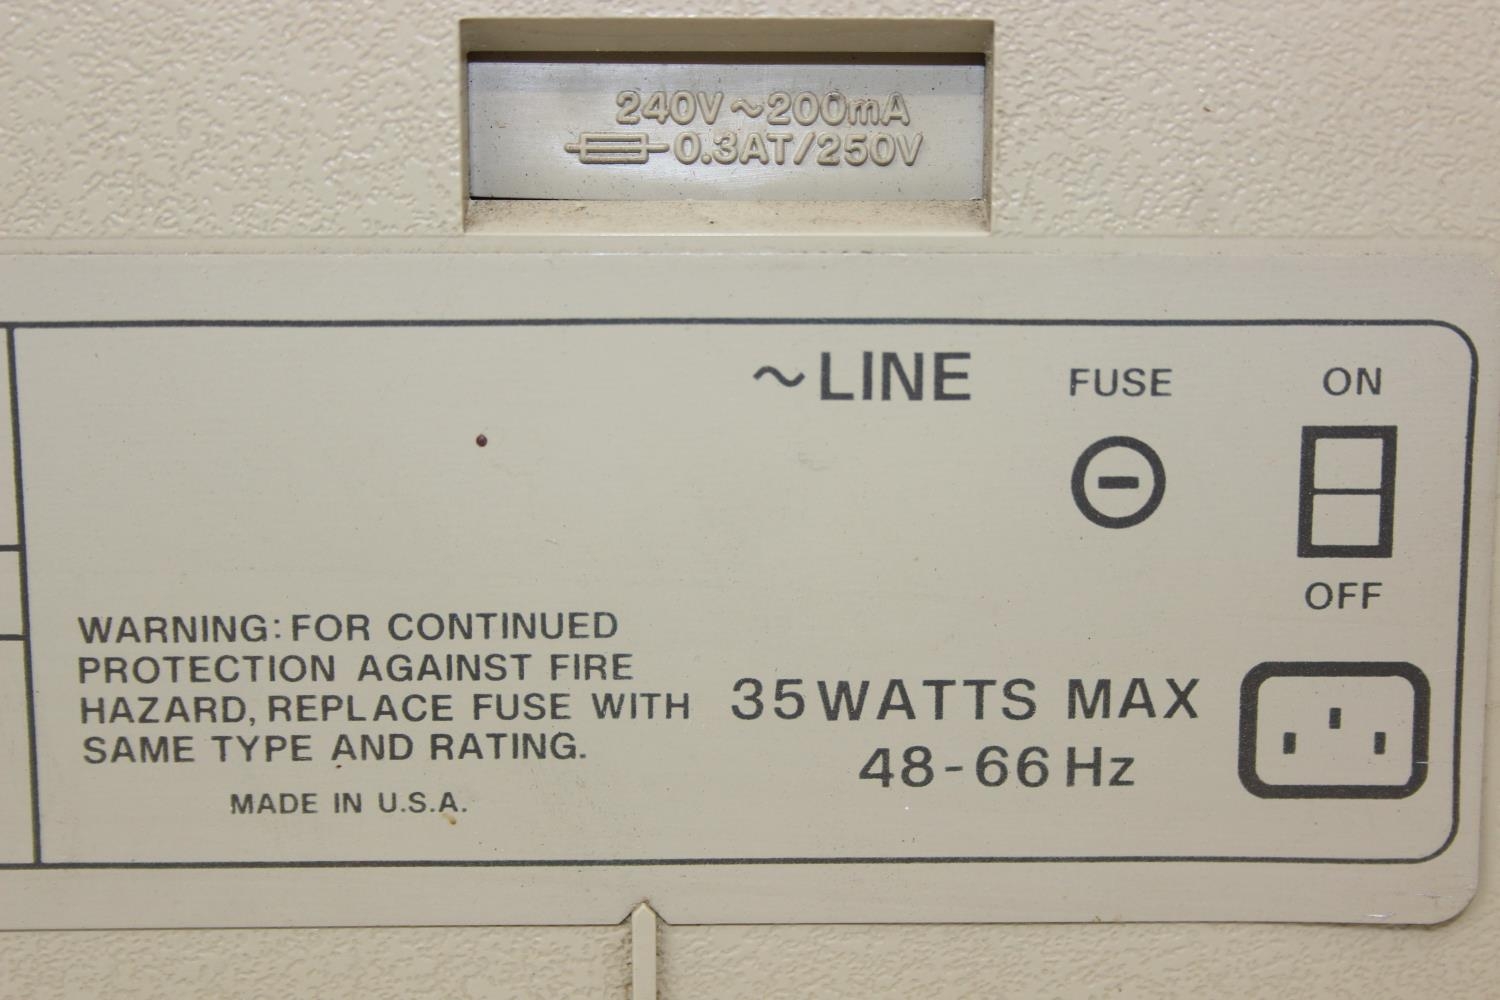 240V~200mA
0.3AT/250V
~LINE
FUSE
ON
OFF
WARNING: FOR CONTINUED
PROTECTION AGAINST FIRE
HAZARD, REPLACE FUSE WITH
SAME TYPE AND RATING.
MADE IN U.S.A.
35 WATTS MAX
48-66 Hz